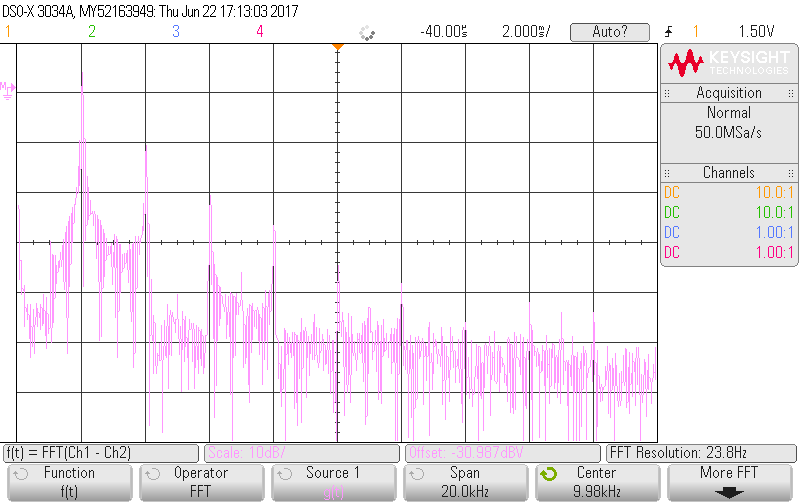 DSO-X 3034A, MY52163949: Thu Jun 22 17:13:03 2017
1 2 3 4 -40.00㎲ 2.000㎳/ Auto? 1 1.50V
M
KEYSIGHT
TECHNOLOGIES
Acquisition
Normal
50.0MSa/s
Channels
DC 10.0:1
DC 10.0:1
DC 1.00:1
DC 1.00:1
f(t) = FFT(Ch1 - Ch2) Scale: 10dB/ Offset: -30.987dBV FFT Resolution: 23.8Hz
Function Operator Source 1 Span Center More FFT
f(t) FFT g(t) 20.0kHz 9.98kHz